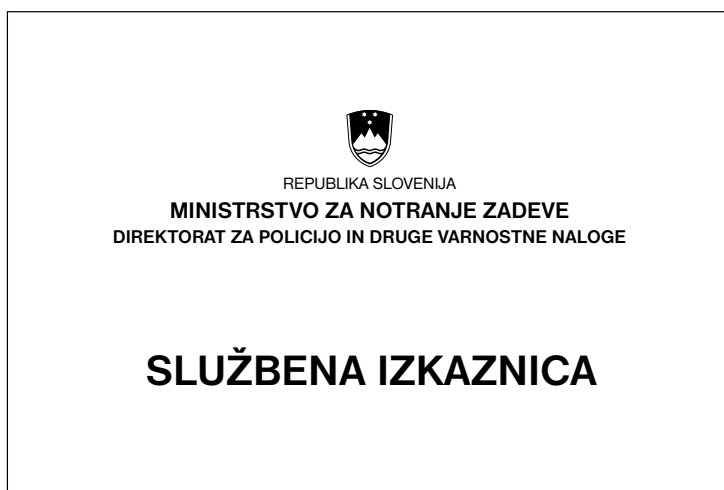 REPUBLIKA SLOVENIJA
MINISTRSTVO ZA NOTRANJE ZADEVE
DIREKTORAT ZA POLICIJO IN DRUGE VARNOSTNE NALOGE
SLUŽBENA IZKAZNICA